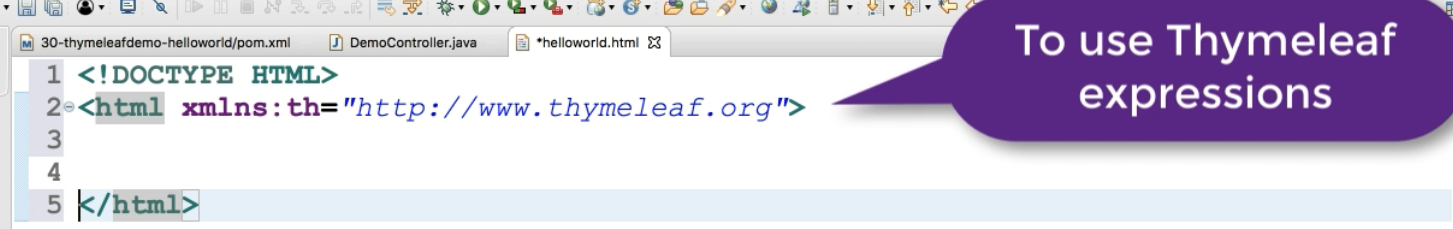 30-thymeleafdemo-helloworld/pom.xml DemoController.java *helloworld.html
To use Thymeleaf
expressions
1 <!DOCTYPE HTML>
2 <html xmlns:th="http://www.thymeleaf.org">
3
4
5 </html>